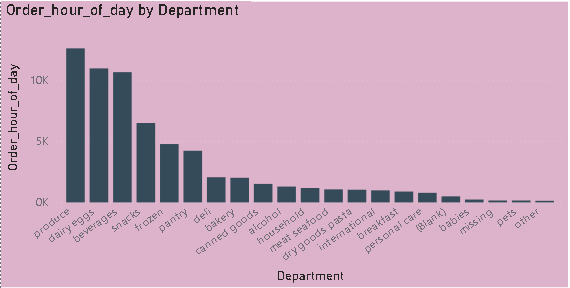 Order_hour_of_day by Department
Order_hour_of_day
10K
5K
0K
produce
dairy eggs
beverages
snacks
frozen
pantry
deli
bakery
canned goods
alcohol
household
meat seafood
dry goods pasta
international
breakfast
personal care
(Blank)
babies
missing
pets
other
Department